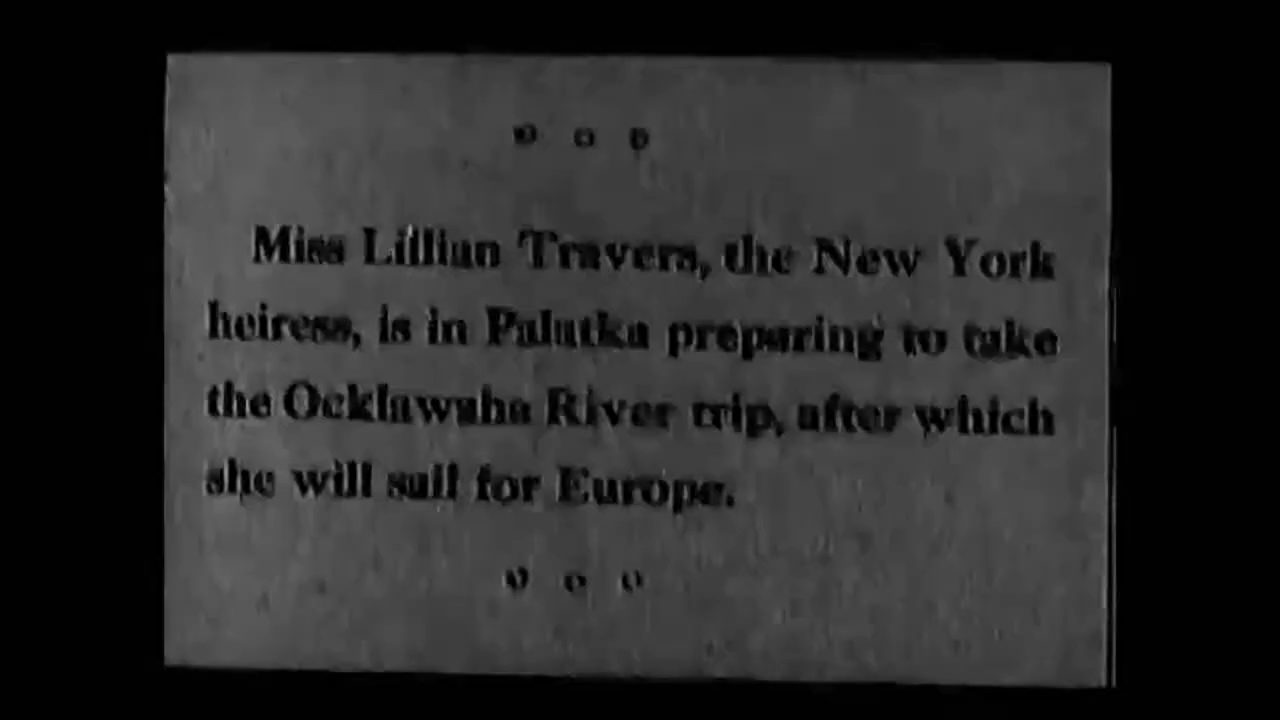 Miss Lillian Travers, the New York
heiress, is in Palatka preparing to take
the Ocklawaha River trip, after which
she will sail for Europe.